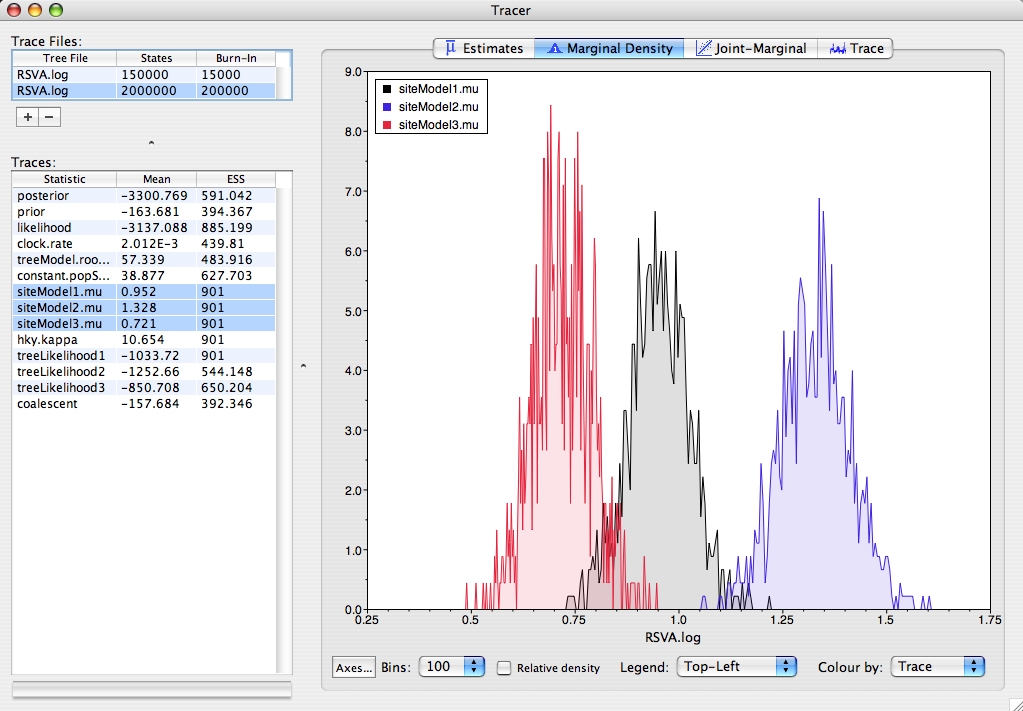 Tracer
Trace Files:
Tree File States Burn-In
RSVA.log 150000 15000
RSVA.log 2000000 200000
+ −
Traces:
Statistic Mean ESS
posterior -3300.769 591.042
prior -163.681 394.367
likelihood -3137.088 885.199
clock.rate 2.012E-3 439.81
treeModel.roo... 57.339 483.916
constant.popS... 38.877 627.703
siteModel1.mu 0.952 901
siteModel2.mu 1.328 901
siteModel3.mu 0.721 901
hky.kappa 10.654 901
treeLikelihood1 -1033.72 901
treeLikelihood2 -1252.66 544.148
treeLikelihood3 -850.708 650.204
coalescent -157.684 392.346
μ Estimates Marginal Density Joint-Marginal Trace
siteModel1.mu
siteModel2.mu
siteModel3.mu
9.0
8.0
7.0
6.0
5.0
4.0
3.0
2.0
1.0
0.0
0.25 0.5 0.75 1.0 1.25 1.5 1.75
RSVA.log
Axes... Bins: 100 Relative density Legend: Top-Left Colour by: Trace